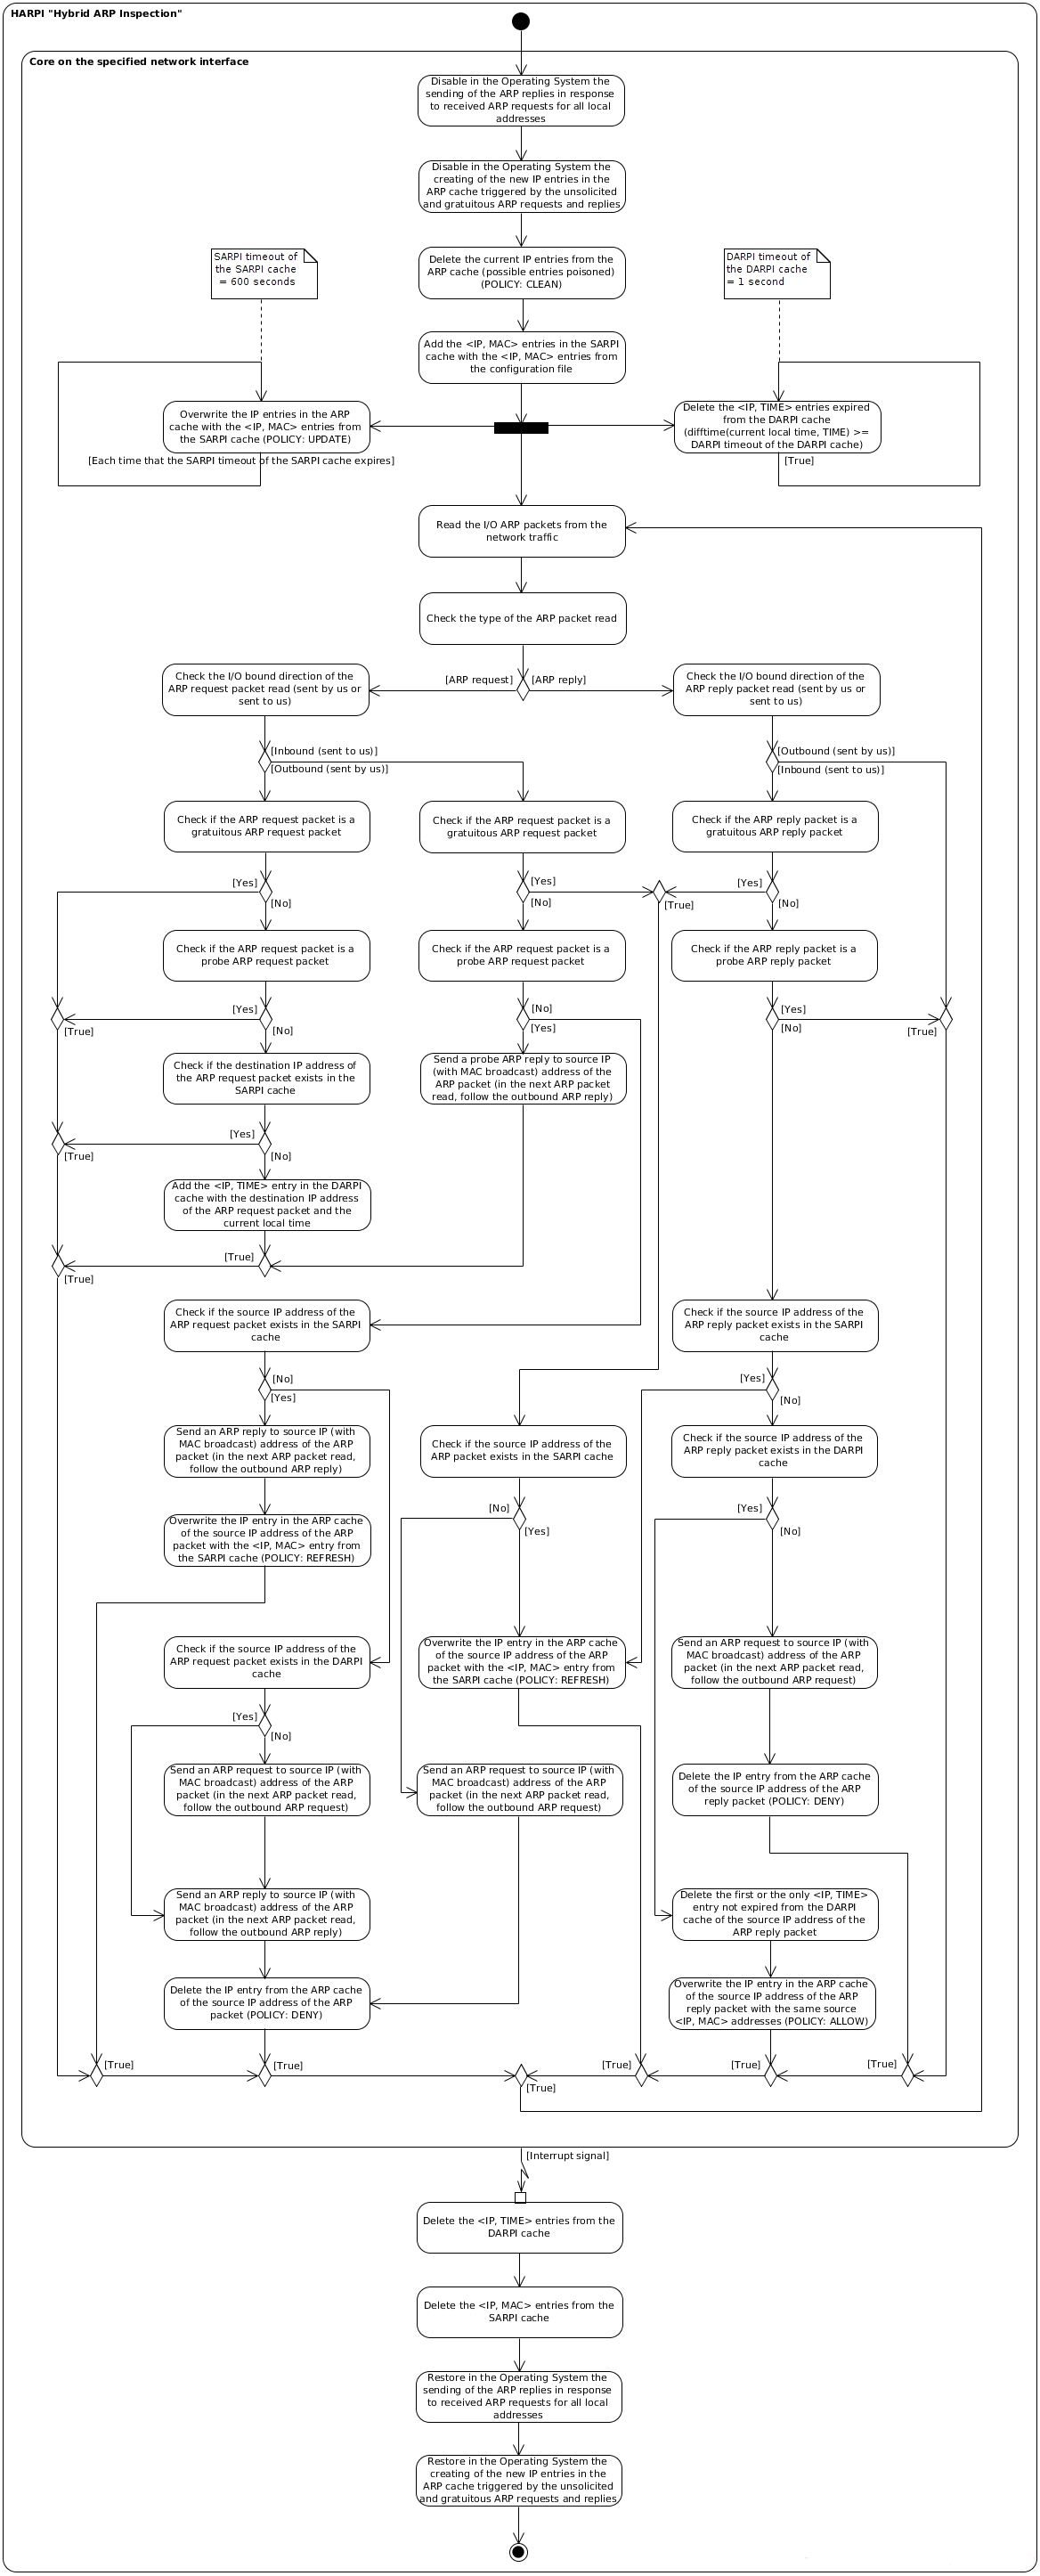 HARPI "Hybrid ARP Inspection"
Core on the specified network interface
Disable in the Operating System the
sending of the ARP replies in response
to received ARP requests for all local
addresses
Disable in the Operating System the
creating of the new IP entries in the
ARP cache triggered by the unsolicited
and gratuitous ARP requests and replies
SARPI timeout of
the SARPI cache
= 600 seconds
Delete the current IP entries from the
ARP cache (possible entries poisoned)
(POLICY: CLEAN)
DARPI timeout of
the DARPI cache
= 1 second
Add the <IP, MAC> entries in the SARPI
cache with the <IP, MAC> entries from
the configuration file
Overwrite the IP entries in the ARP
cache with the <IP, MAC> entries from
the SARPI cache (POLICY: UPDATE)
[Each time that the SARPI timeout of the SARPI cache expires]
Delete the <IP, TIME> entries expired
from the DARPI cache
(difftime(current local time, TIME) >=
DARPI timeout of the DARPI cache)
[True]
Read the I/O ARP packets from the
network traffic
Check the type of the ARP packet read
[ARP request]
[ARP reply]
Check the I/O bound direction of the
ARP request packet read (sent by us or
sent to us)
Check the I/O bound direction of the
ARP reply packet read (sent by us or
sent to us)
[Inbound (sent to us)]
[Outbound (sent by us)]
[Outbound (sent by us)]
[Inbound (sent to us)]
Check if the ARP request packet is a
gratuitous ARP request packet
Check if the ARP request packet is a
gratuitous ARP request packet
Check if the ARP reply packet is a
gratuitous ARP reply packet
[Yes]
[No]
[Yes]
[No]
[True]
[Yes]
[No]
Check if the ARP request packet is a
probe ARP request packet
Check if the ARP request packet is a
probe ARP request packet
Check if the ARP reply packet is a
probe ARP reply packet
[True]
[Yes]
[No]
[No]
[Yes]
[Yes]
[No]
[True]
Check if the destination IP address of
the ARP request packet exists in the
SARPI cache
Send a probe ARP reply to source IP
(with MAC broadcast) address of the
ARP packet (in the next ARP packet
read, follow the outbound ARP reply)
[True]
[Yes]
[No]
Add the <IP, TIME> entry in the DARPI
cache with the destination IP address
of the ARP request packet and the
current local time
[True]
[True]
Check if the source IP address of the
ARP request packet exists in the SARPI
cache
Check if the source IP address of the
ARP reply packet exists in the SARPI
cache
[No]
[Yes]
[Yes]
[No]
Send an ARP reply to source IP (with
MAC broadcast) address of the ARP
packet (in the next ARP packet read,
follow the outbound ARP reply)
Check if the source IP address of the
ARP packet exists in the SARPI cache
Check if the source IP address of the
ARP reply packet exists in the DARPI
cache
[No]
[Yes]
[Yes]
[No]
Overwrite the IP entry in the ARP cache
of the source IP address of the ARP
packet with the <IP, MAC> entry from
the SARPI cache (POLICY: REFRESH)
Check if the source IP address of the
ARP request packet exists in the DARPI
cache
Overwrite the IP entry in the ARP cache
of the source IP address of the ARP
packet with the <IP, MAC> entry from
the SARPI cache (POLICY: REFRESH)
Send an ARP request to source IP (with
MAC broadcast) address of the ARP
packet (in the next ARP packet read,
follow the outbound ARP request)
[Yes]
[No]
Send an ARP request to source IP (with
MAC broadcast) address of the ARP
packet (in the next ARP packet read,
follow the outbound ARP request)
Send an ARP request to source IP (with
MAC broadcast) address of the ARP
packet (in the next ARP packet read,
follow the outbound ARP request)
Delete the IP entry from the ARP cache
of the source IP address of the ARP
reply packet (POLICY: DENY)
Send an ARP reply to source IP (with
MAC broadcast) address of the ARP
packet (in the next ARP packet read,
follow the outbound ARP reply)
Delete the first or the only <IP, TIME>
entry not expired from the DARPI
cache of the source IP address of the
ARP reply packet
Delete the IP entry from the ARP cache
of the source IP address of the ARP
packet (POLICY: DENY)
Overwrite the IP entry in the ARP cache
of the source IP address of the ARP
reply packet with the same source
<IP, MAC> addresses (POLICY: ALLOW)
[True]
[True]
[True]
[True]
[True]
[True]
[Interrupt signal]
Delete the <IP, TIME> entries from the
DARPI cache
Delete the <IP, MAC> entries from the
SARPI cache
Restore in the Operating System the
sending of the ARP replies in response
to received ARP requests for all local
addresses
Restore in the Operating System the
creating of the new IP entries in the
ARP cache triggered by the unsolicited
and gratuitous ARP requests and replies